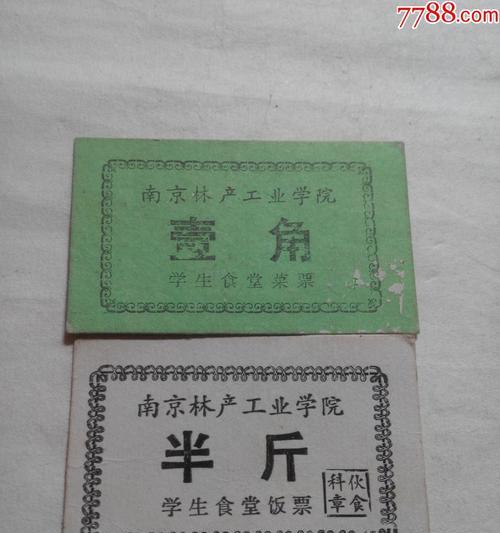 7788.com
南京林产工业学院
壹角
学生食堂菜票
南京林产工业学院
半斤
学生食堂饭票
伙食科章